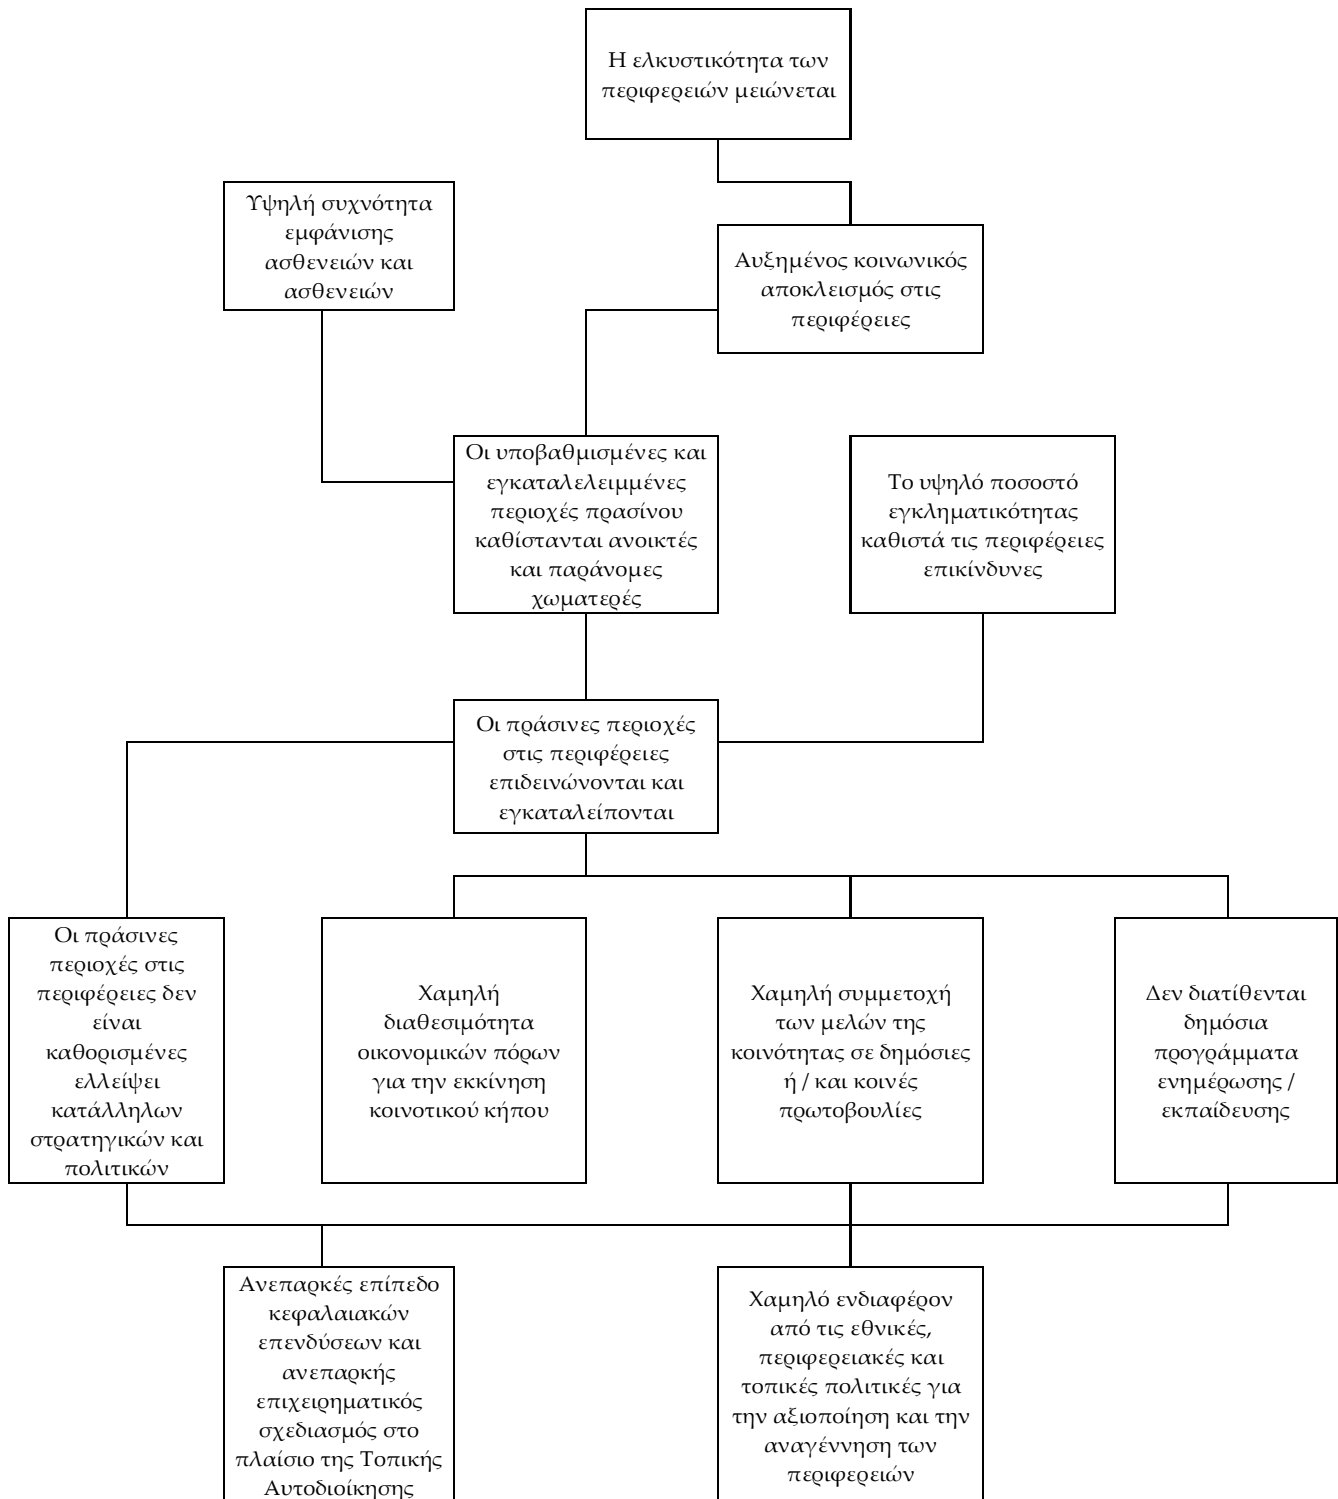 Η ελκυστικότητα των
περιφερειών μειώνεται
Υψηλή συχνότητα
εμφάνισης
ασθενειών και
ασθενειών
Αυξημένος κοινωνικός
αποκλεισμός στις
περιφέρειες
Οι υποβαθμισμένες και
εγκαταλελειμμένες
περιοχές πρασίνου
καθίστανται ανοικτές
και παράνομες
χωματερές
Το υψηλό ποσοστό
εγκληματικότητας
καθιστά τις περιφέρειες
επικίνδυνες
Οι πράσινες περιοχές
στις περιφέρειες
επιδεινώνονται και
εγκαταλείπονται
Οι πράσινες
περιοχές στις
περιφέρειες δεν
είναι
καθορισμένες
ελλείψει
κατάλληλων
στρατηγικών και
πολιτικών
Χαμηλή
διαθεσιμότητα
οικονομικών πόρων
για την εκκίνηση
κοινοτικού κήπου
Χαμηλή συμμετοχή
των μελών της
κοινότητας σε δημόσιες
ή / και κοινές
πρωτοβουλίες
Δεν διατίθενται
δημόσια
προγράμματα
ενημέρωσης /
εκπαίδευσης
Ανεπαρκές επίπεδο
κεφαλαιακών
επενδύσεων και
ανεπαρκής
επιχειρηματικός
σχεδιασμός στο
πλαίσιο της Τοπικής
Αυτοδιοίκησης
Χαμηλό ενδιαφέρον
από τις εθνικές,
περιφερειακές και
τοπικές πολιτικές για
την αξιοποίηση και την
αναγέννηση των
περιφερειών